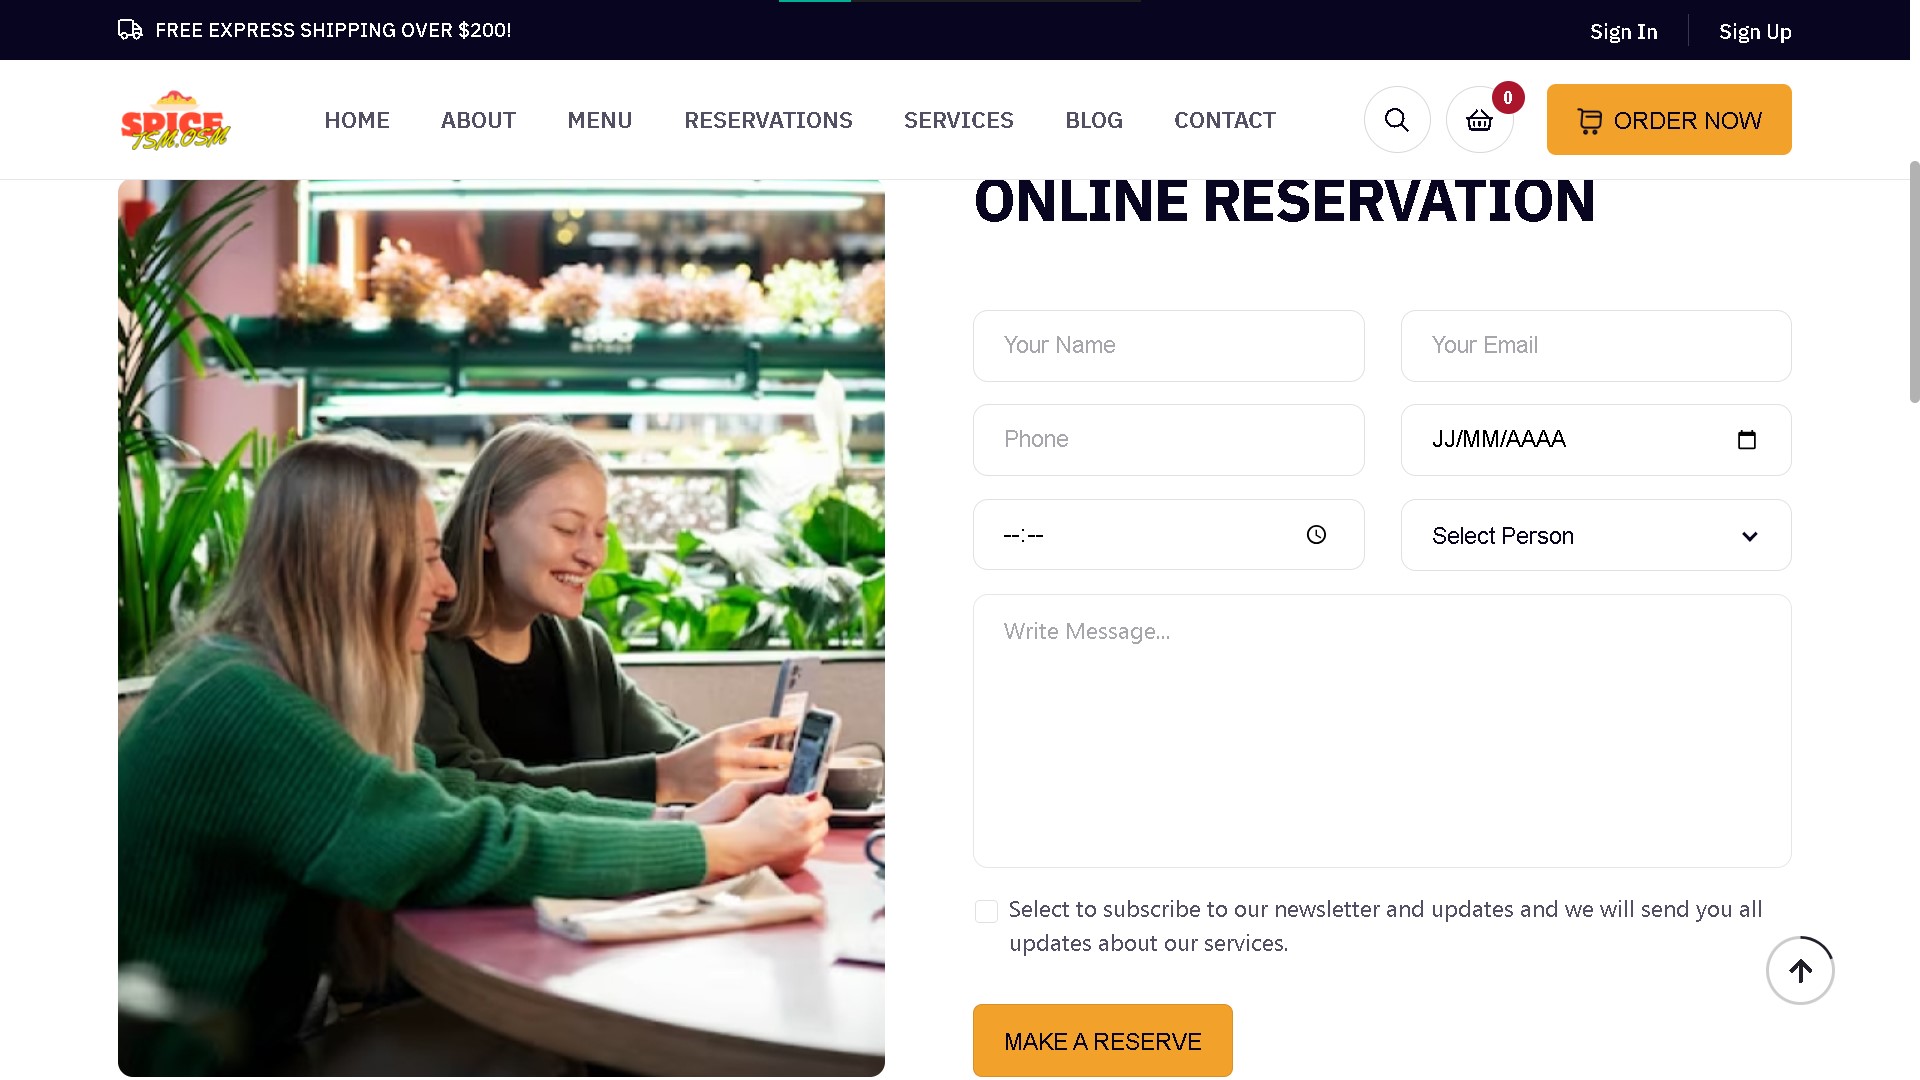 FREE EXPRESS SHIPPING OVER $200!
Sign In
Sign Up
SPICE
TSM.OSM
HOME
ABOUT
MENU
RESERVATIONS
SERVICES
BLOG
CONTACT
0
ORDER NOW
ONLINE RESERVATION
Your Name
Your Email
Phone
JJ/MM/AAAA
--:--
Select Person
Write Message...
Select to subscribe to our newsletter and updates and we will send you all
updates about our services.
MAKE A RESERVE